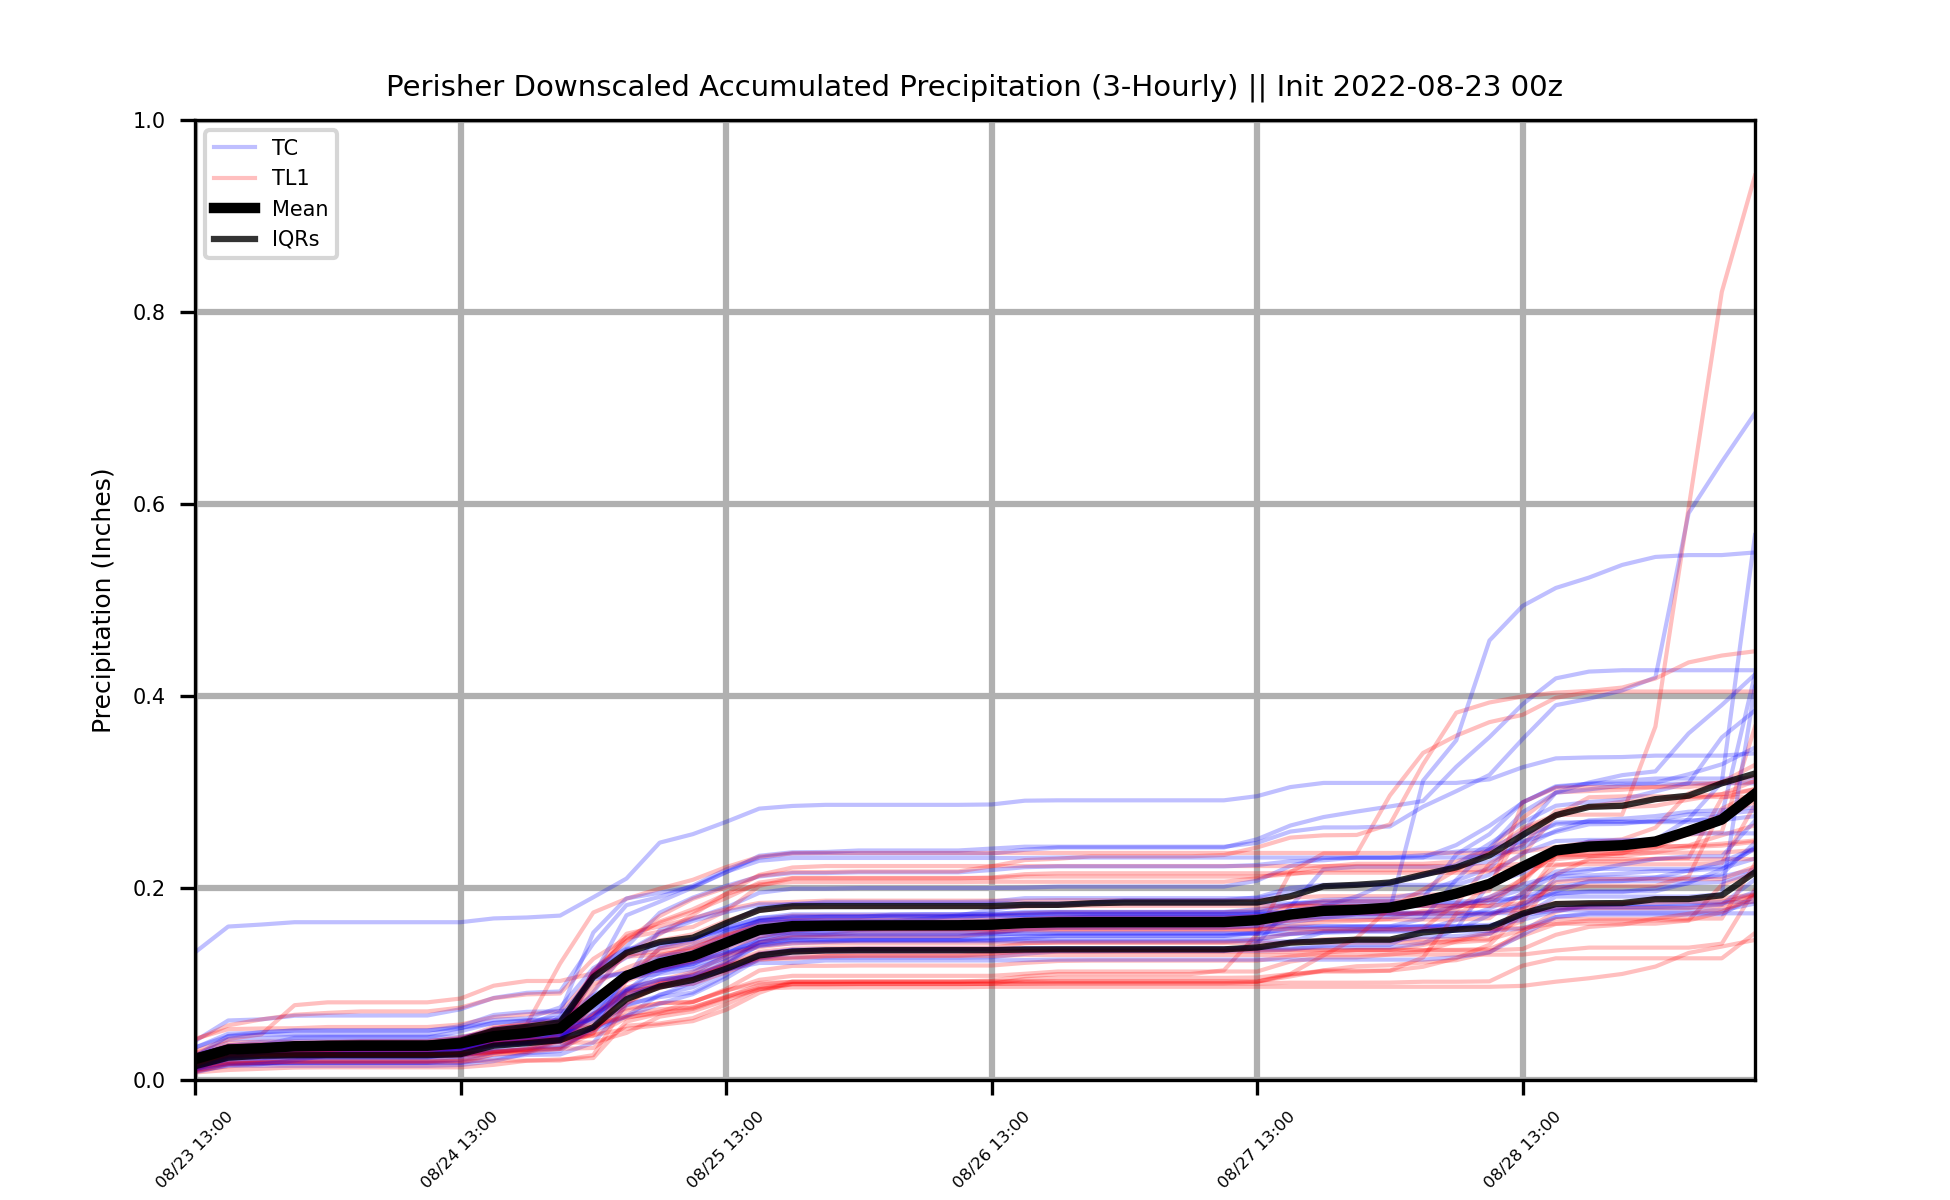 Perisher Downscaled Accumulated Precipitation (3-Hourly) || Init 2022-08-23 00z
1.0
0.8
0.6
0.4
0.2
0.0
Precipitation (Inches)
TC
TL1
Mean
IQRs
08/23 13:00
08/24 13:00
08/25 13:00
08/26 13:00
08/27 13:00
08/28 13:00